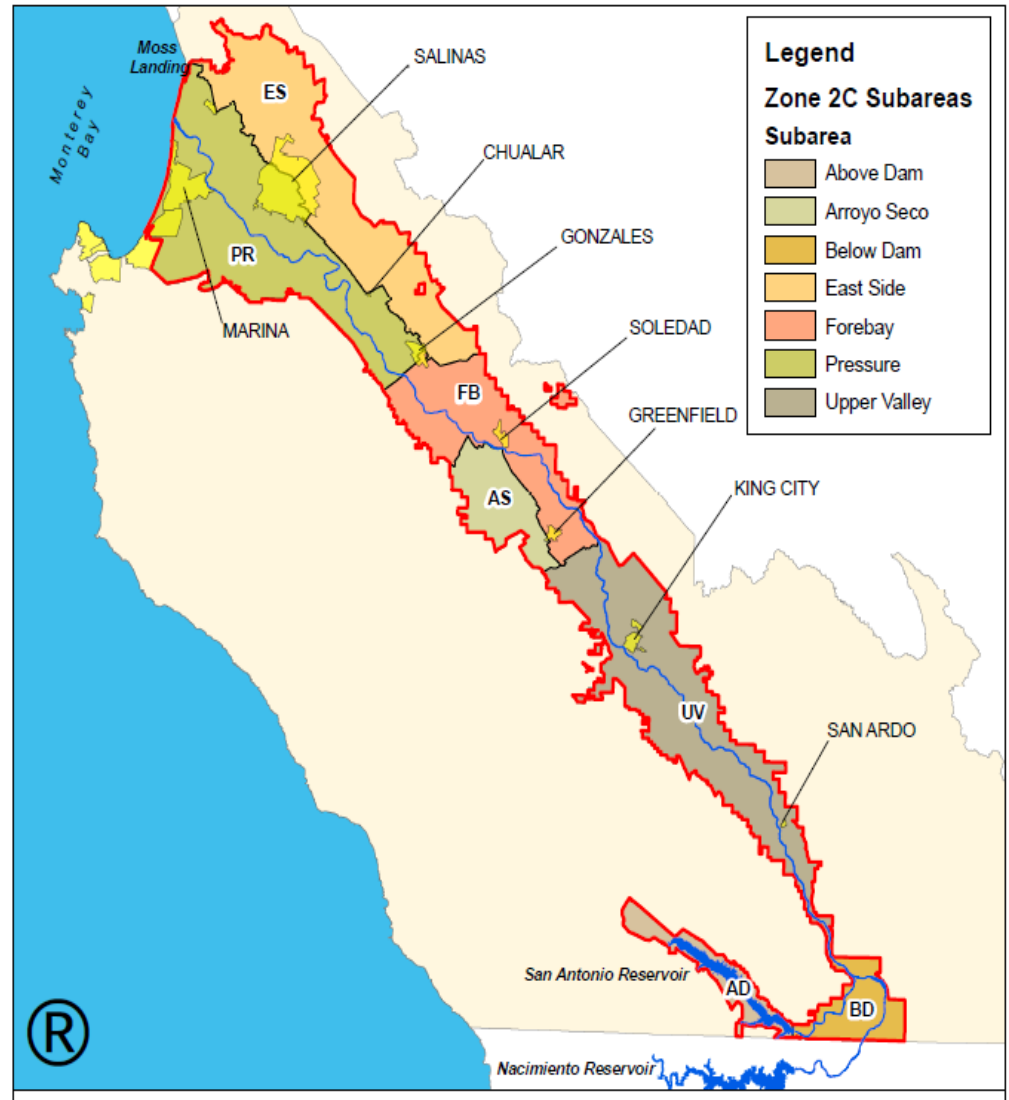 Moss
Landing
SALINAS
ES
Monterey
Bay
CHUALAR
GONZALES
PR
SOLEDAD
MARINA
FB
GREENFIELD
AS
KING CITY
UV
SAN ARDO
San Antonio Reservoir
AD
BD
®
Nacimiento Reservoir
Legend
Zone 2C Subareas
Subarea
Above Dam
Arroyo Seco
Below Dam
East Side
Forebay
Pressure
Upper Valley